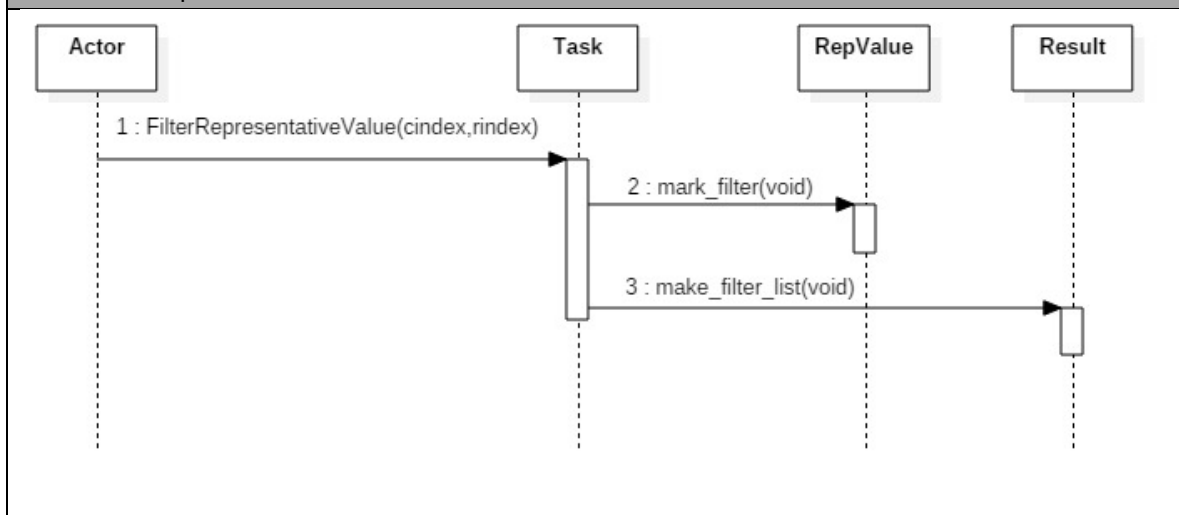 Actor
Task
RepValue
Result
1 : FilterRepresentativeValue(cindex,rindex)
2 : mark_filter(void)
3 : make_filter_list(void)